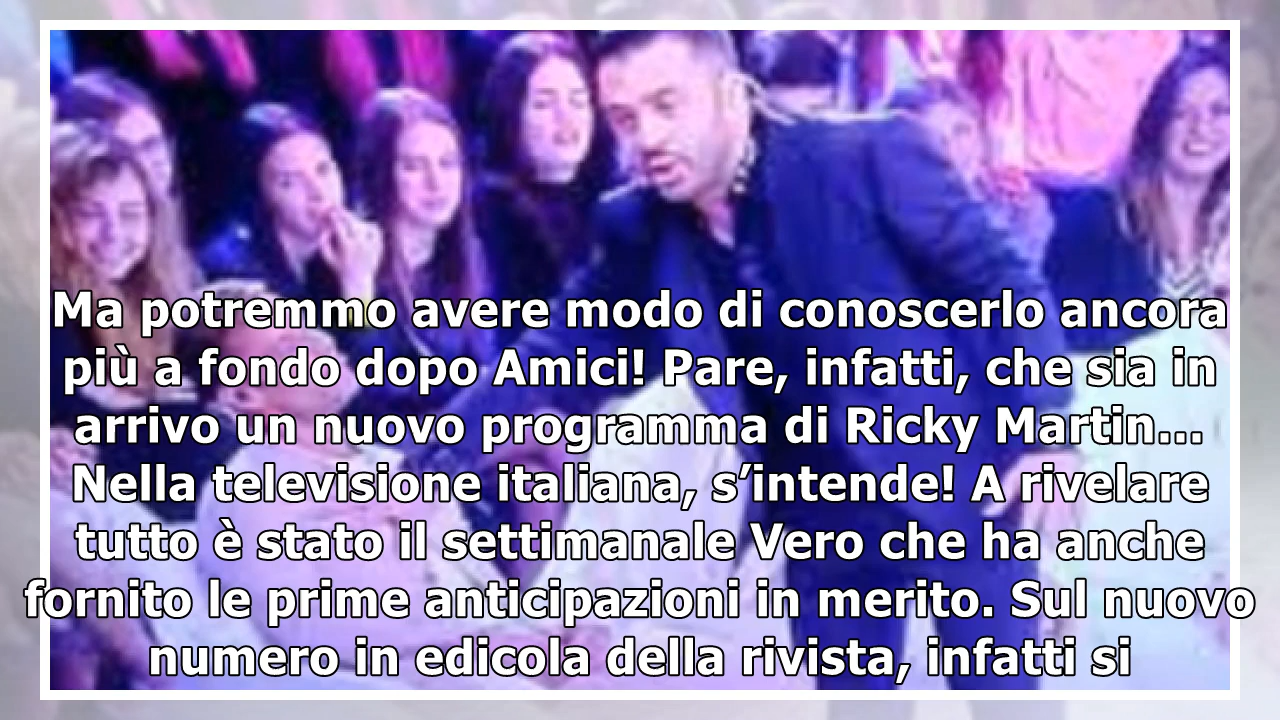 Ma potremmo avere modo di conoscerlo ancora
più a fondo dopo Amici! Pare, infatti, che sia in
arrivo un nuovo programma di Ricky Martin...
Nella televisione italiana, s’intende! A rivelare
tutto è stato il settimanale Vero che ha anche
fornito le prime anticipazioni in merito. Sul nuovo
numero in edicola della rivista, infatti si